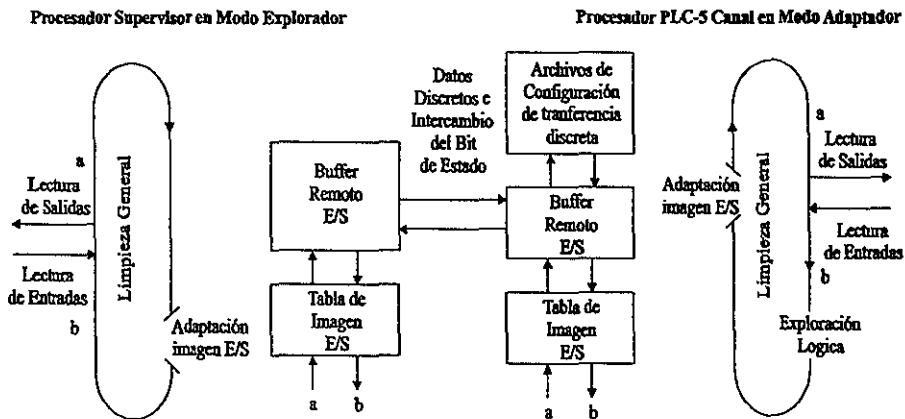 Procesador Supervisor en Modo Explorador
Procesador PLC-5 Canal en Modo Adaptador
a
Lectura
de Salidas
Lectura
de Entradas
b
Limpieza General
Adaptación
imagen E/S
Buffer
Remoto
E/S
Tabla de
Imagen
E/S
a
b
Datos
Discretos e
Intercambio
del Bit
de Estado
Archivos de
Configuración
de tranferencia
discreta
Buffer
Remoto
E/S
Tabla de
Imagen
E/S
a
b
Adaptación
imagen E/S
Limpieza General
a
Lectura
de Salidas
Lectura
de Entradas
b
Exploración
Logica